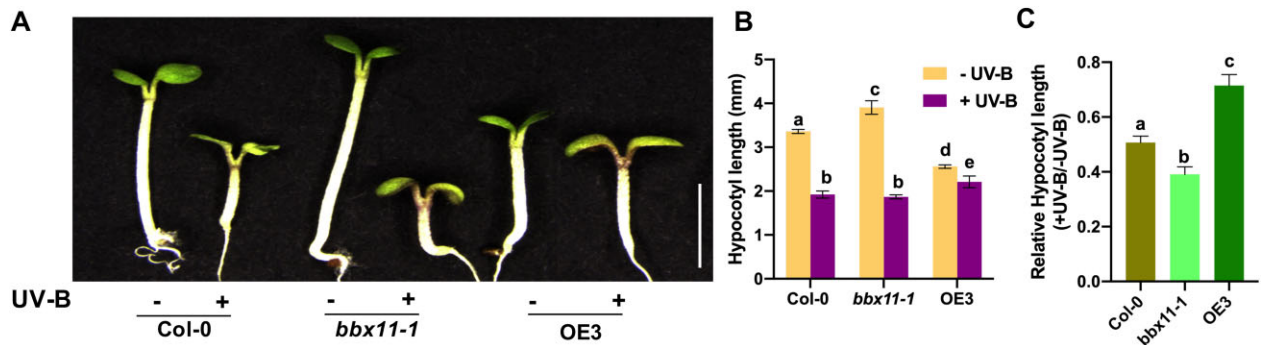 A
UV-B - + - + - +
Col-0 bbx11-1 OE3
B
Hypocotyl length (mm)
5
4
3
2
1
0
a
b
c
b
d
e
- UV-B
+ UV-B
Col-0 bbx11-1 OE3
C
Relative Hypocotyl length
(+UV-B/-UV-B)
0.8
0.6
0.4
0.2
0.0
a
b
c
Col-0
bbx11-1
OE3